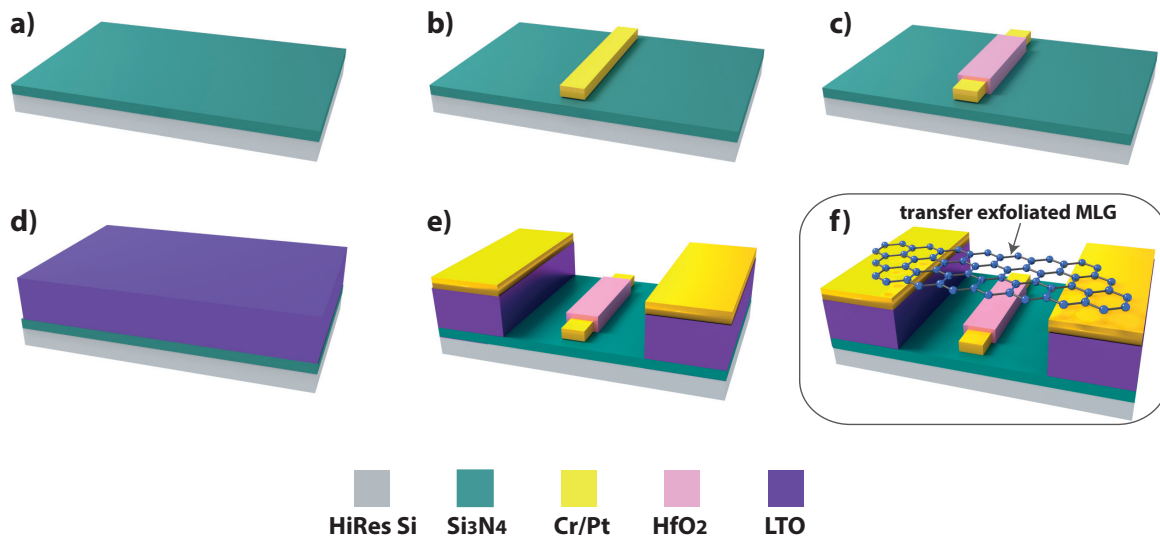 a)
b)
c)
d)
e)
f)
transfer exfoliated MLG
HiRes Si
Si3N4
Cr/Pt
HfO2
LTO